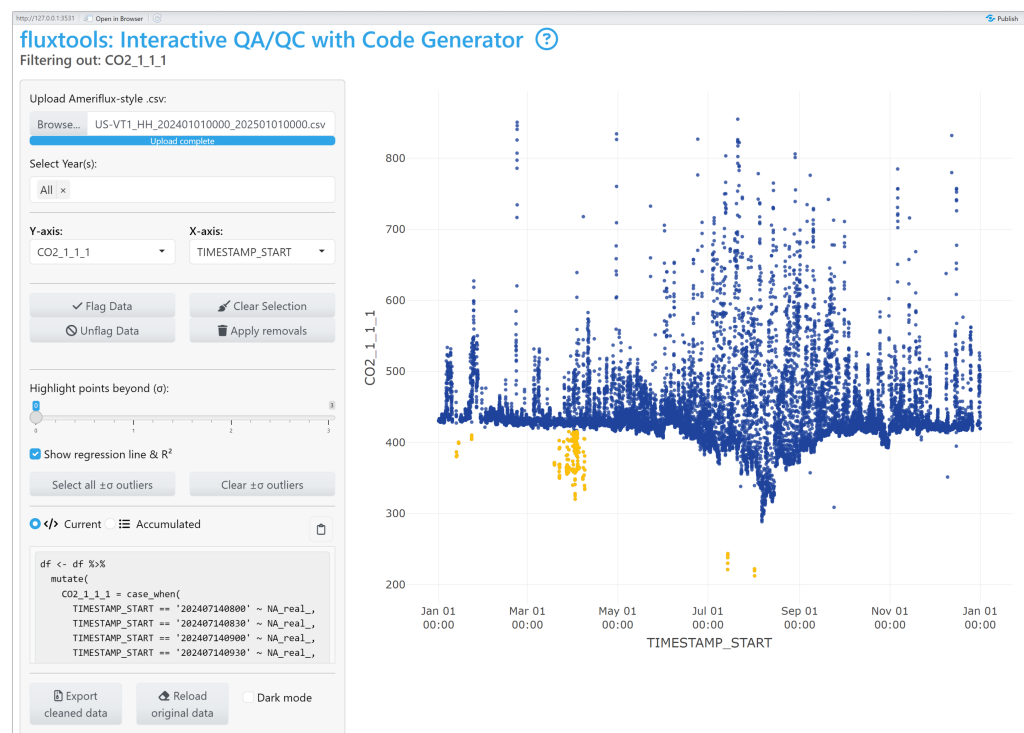 http://127.0.0.1:3531 Open in Browser Publish
fluxtools: Interactive QA/QC with Code Generator ?
Filtering out: CO2_1_1_1
Upload Ameriflux-style .csv:
Browse... US-VT1_HH_202401010000_202501010000.csv
Upload complete
Select Year(s):
All ×
Y-axis: X-axis:
CO2_1_1_1 TIMESTAMP_START
Flag Data Clear Selection
Unflag Data Apply removals
Highlight points beyond (σ):
0 3
0 1 2 3
Show regression line & R²
Select all ±σ outliers Clear ±σ outliers
</> Current Accumulated
df <- df %>%
mutate(
CO2_1_1_1 = case_when(
TIMESTAMP_START == '202407140800' ~ NA_real_,
TIMESTAMP_START == '202407140830' ~ NA_real_,
TIMESTAMP_START == '202407140900' ~ NA_real_,
TIMESTAMP_START == '202407140930' ~ NA_real_,
Export cleaned data
Reload original data
Dark mode
CO2_1_1_1
800
700
600
500
400
300
200
Jan 01 Mar 01 May 01 Jul 01 Sep 01 Nov 01 Jan 01
00:00 00:00 00:00 00:00 00:00 00:00 00:00
TIMESTAMP_START